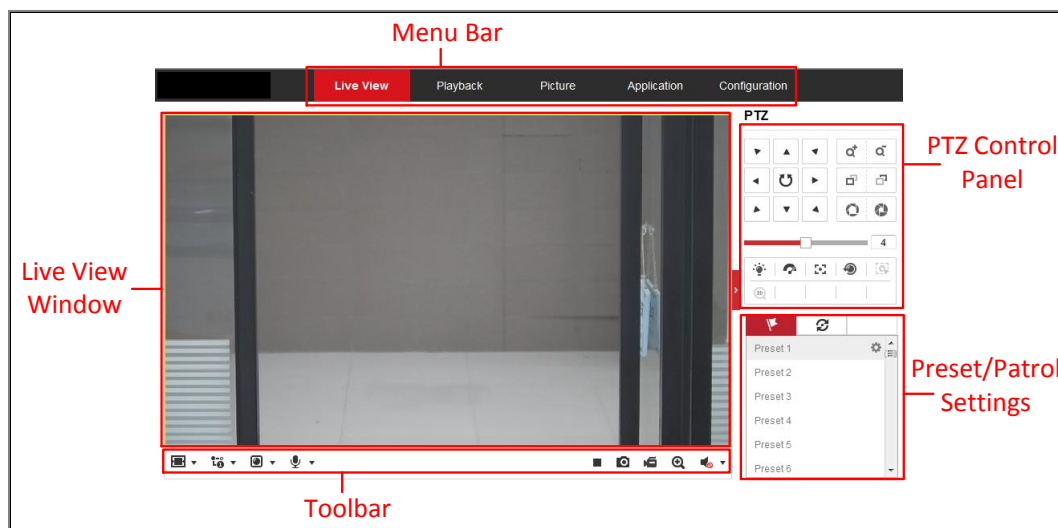 Menu Bar
Live View
Playback
Picture
Application
Configuration
PTZ
PTZ Control
Panel
4
Live View
Window
3D
Preset 1
Preset 2
Preset 3
Preset 4
Preset 5
Preset 6
Preset/Patrol
Settings
Toolbar